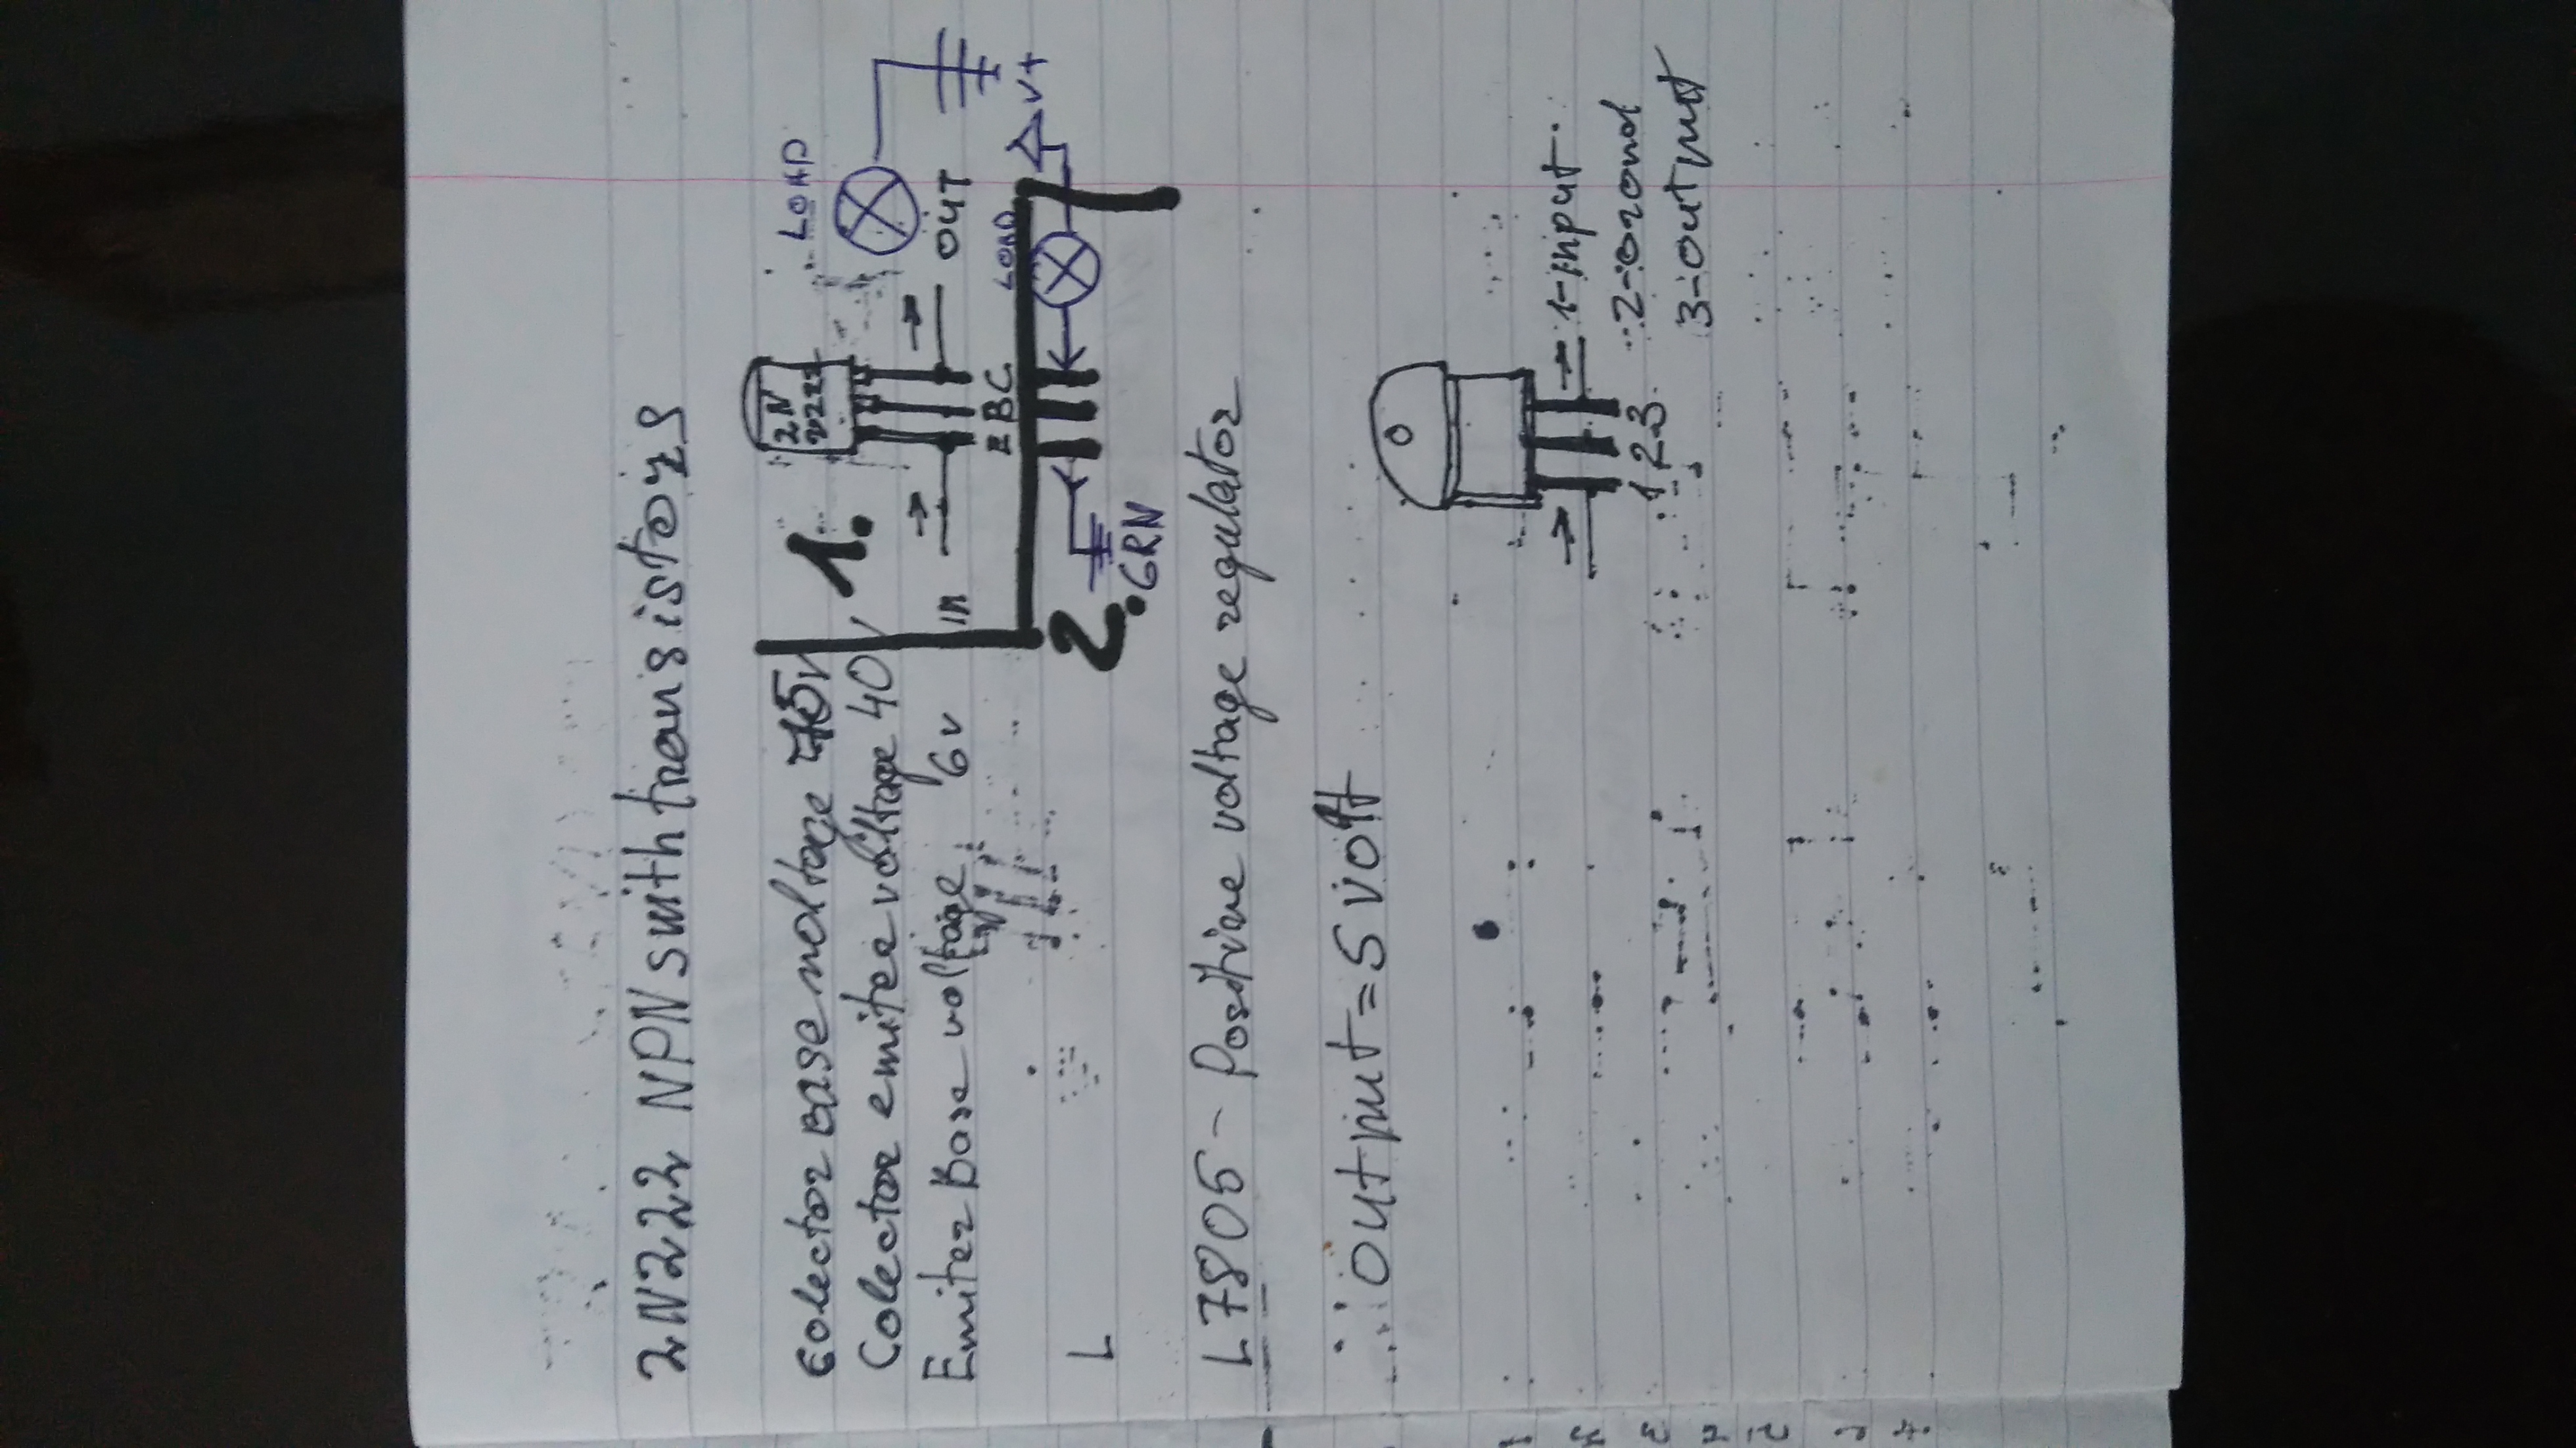 2N2222 NPN swith transistors
Colector BASE voltage 75v
Colector emiter voltage 40v
Emiter Base voltage 6v
1.
2N
2222
LOAD
IN
OUT
E B C
2.
LOAD
GRN
V+
L
L7805 - Positive voltage regulator
output = 5 volt
1 2 3
1-input
2-ground
3-output